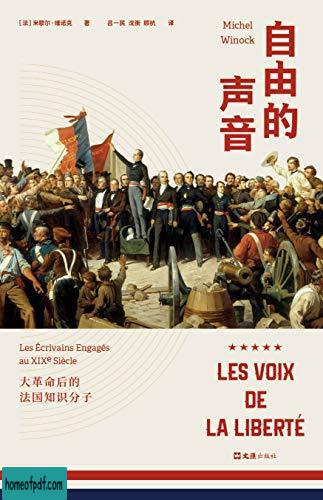 [法]米歇尔·维诺克 著 吕一民 沈衡 顾杭 译
Michel
Winock
自由的
声音
Les Écrivains Engagés
au XIXe Siècle
大革命后的
法国知识分子
★★★★★
LES VOIX
DE
LA LIBERTÉ
文匯出版社
homeofpdf.com